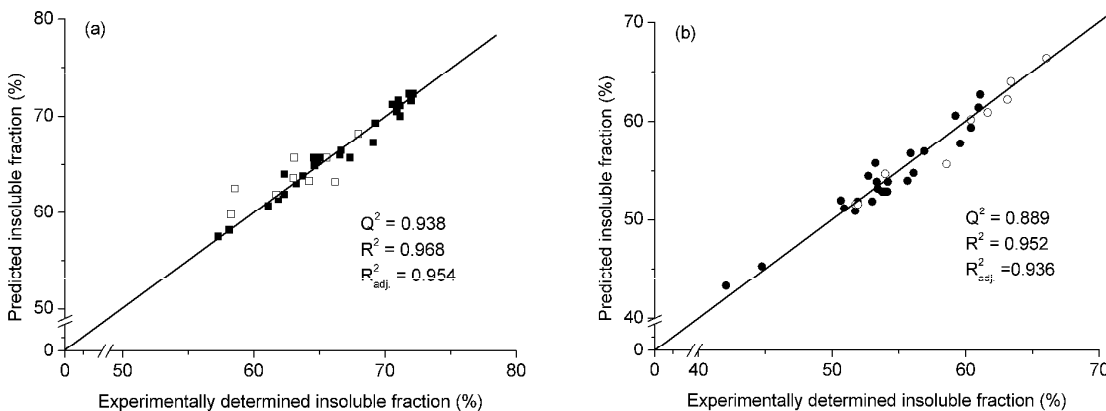 (a)
Predicted insoluble fraction (%)
80
70
60
50
0
Q² = 0.938
R² = 0.968
R²adj. = 0.954
0 50 60 70 80
Experimentally determined insoluble fraction (%)
(b)
Predicted insoluble fraction (%)
70
60
50
40
0
Q² = 0.889
R² = 0.952
R²adj. =0.936
0 40 50 60 70
Experimentally determined insoluble fraction (%)